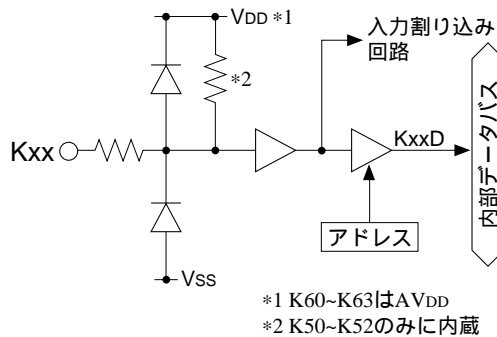 VDD *1
*2
入力割り込み
回路
Kxx
KxxD
内部データバス
アドレス
VSS
*1 K60~K63はAVDD
*2 K50~K52のみに内蔵